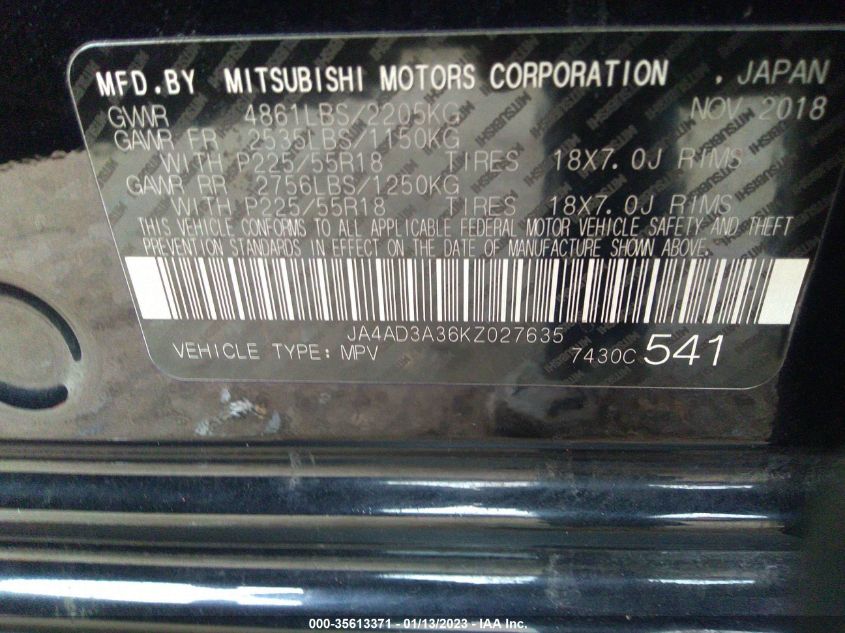 MFD.BY MITSUBISHI MOTORS CORPORATION , JAPAN
GWWR 4861LBS/2205KG NOV 2018
GAWR FR 2535LBS/1150KG
WITH P225/55R18 TIRES 18X7.0J RIMS
GAWR RR 2756LBS/1250KG
WITH P225/55R18 TIRES 18X7.0J RIMS
THIS VEHICLE CONFORMS TO ALL APPLICABLE FEDERAL MOTOR VEHICLE SAFETY AND THEFT
PREVENTION STANDARDS IN EFFECT ON THE DATE OF MANUFACTURE SHOWN ABOVE.
JA4AD3A36KZ027635
VEHICLE TYPE:MPV 7430C 541
000-35613371 - 01/13/2023 - IAA Inc.